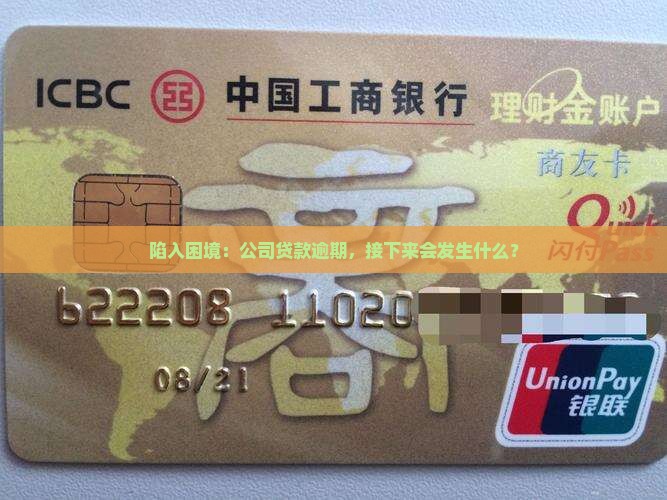 ICBC 中国工商银行 理财金账户
商友卡
Quick
陷入困境：公司贷款逾期，接下来会发生什么？ 闪付Pass
622208 11020
08/21
商
UnionPay
银联